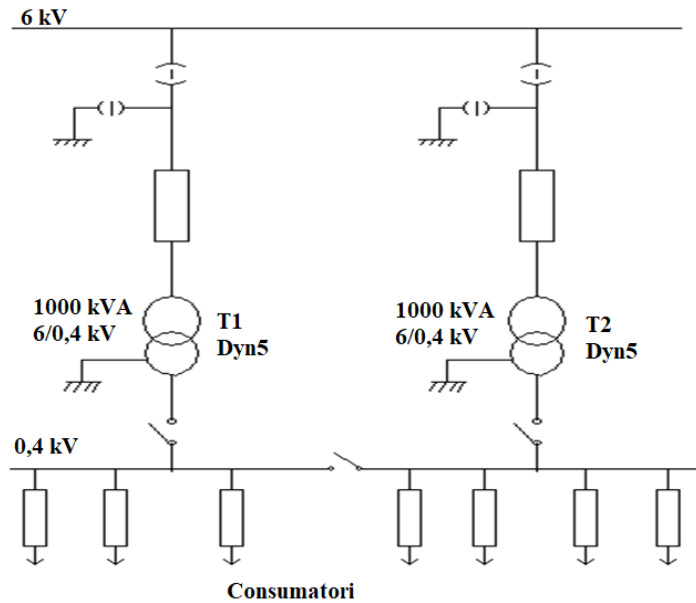 6 kV
1000 kVA
6/0,4 kV
T1
Dyn5
1000 kVA
6/0,4 kV
T2
Dyn5
0,4 kV
Consumatori